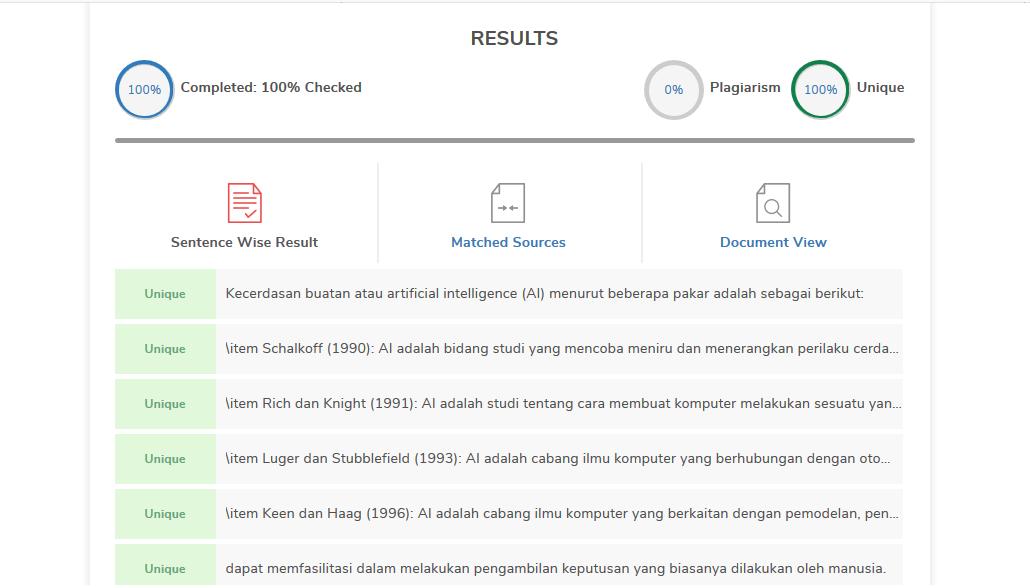 RESULTS
100% Completed: 100% Checked
0% Plagiarism 100% Unique
Sentence Wise Result
Matched Sources
Document View
Unique Kecerdasan buatan atau artificial intelligence (AI) menurut beberapa pakar adalah sebagai berikut:
Unique \item Schalkoff (1990): AI adalah bidang studi yang mencoba meniru dan menerangkan perilaku cerda...
Unique \item Rich dan Knight (1991): AI adalah studi tentang cara membuat komputer melakukan sesuatu yan...
Unique \item Luger dan Stubblefield (1993): AI adalah cabang ilmu komputer yang berhubungan dengan oto...
Unique \item Keen dan Haag (1996): AI adalah cabang ilmu komputer yang berkaitan dengan pemodelan, pen...
Unique dapat memfasilitasi dalam melakukan pengambilan keputusan yang biasanya dilakukan oleh manusia.